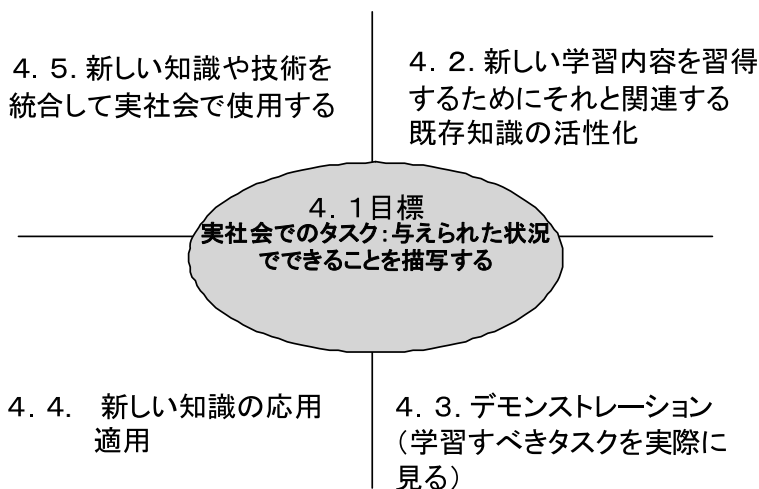 4．5．新しい知識や技術を
統合して実社会で使用する
4．2．新しい学習内容を習得
するためにそれと関連する
既存知識の活性化
4．1目標
実社会でのタスク：与えられた状況
でできることを描写する
4．4．　新しい知識の応用
適用
4．3．デモンストレーション
（学習すべきタスクを実際に
見る）